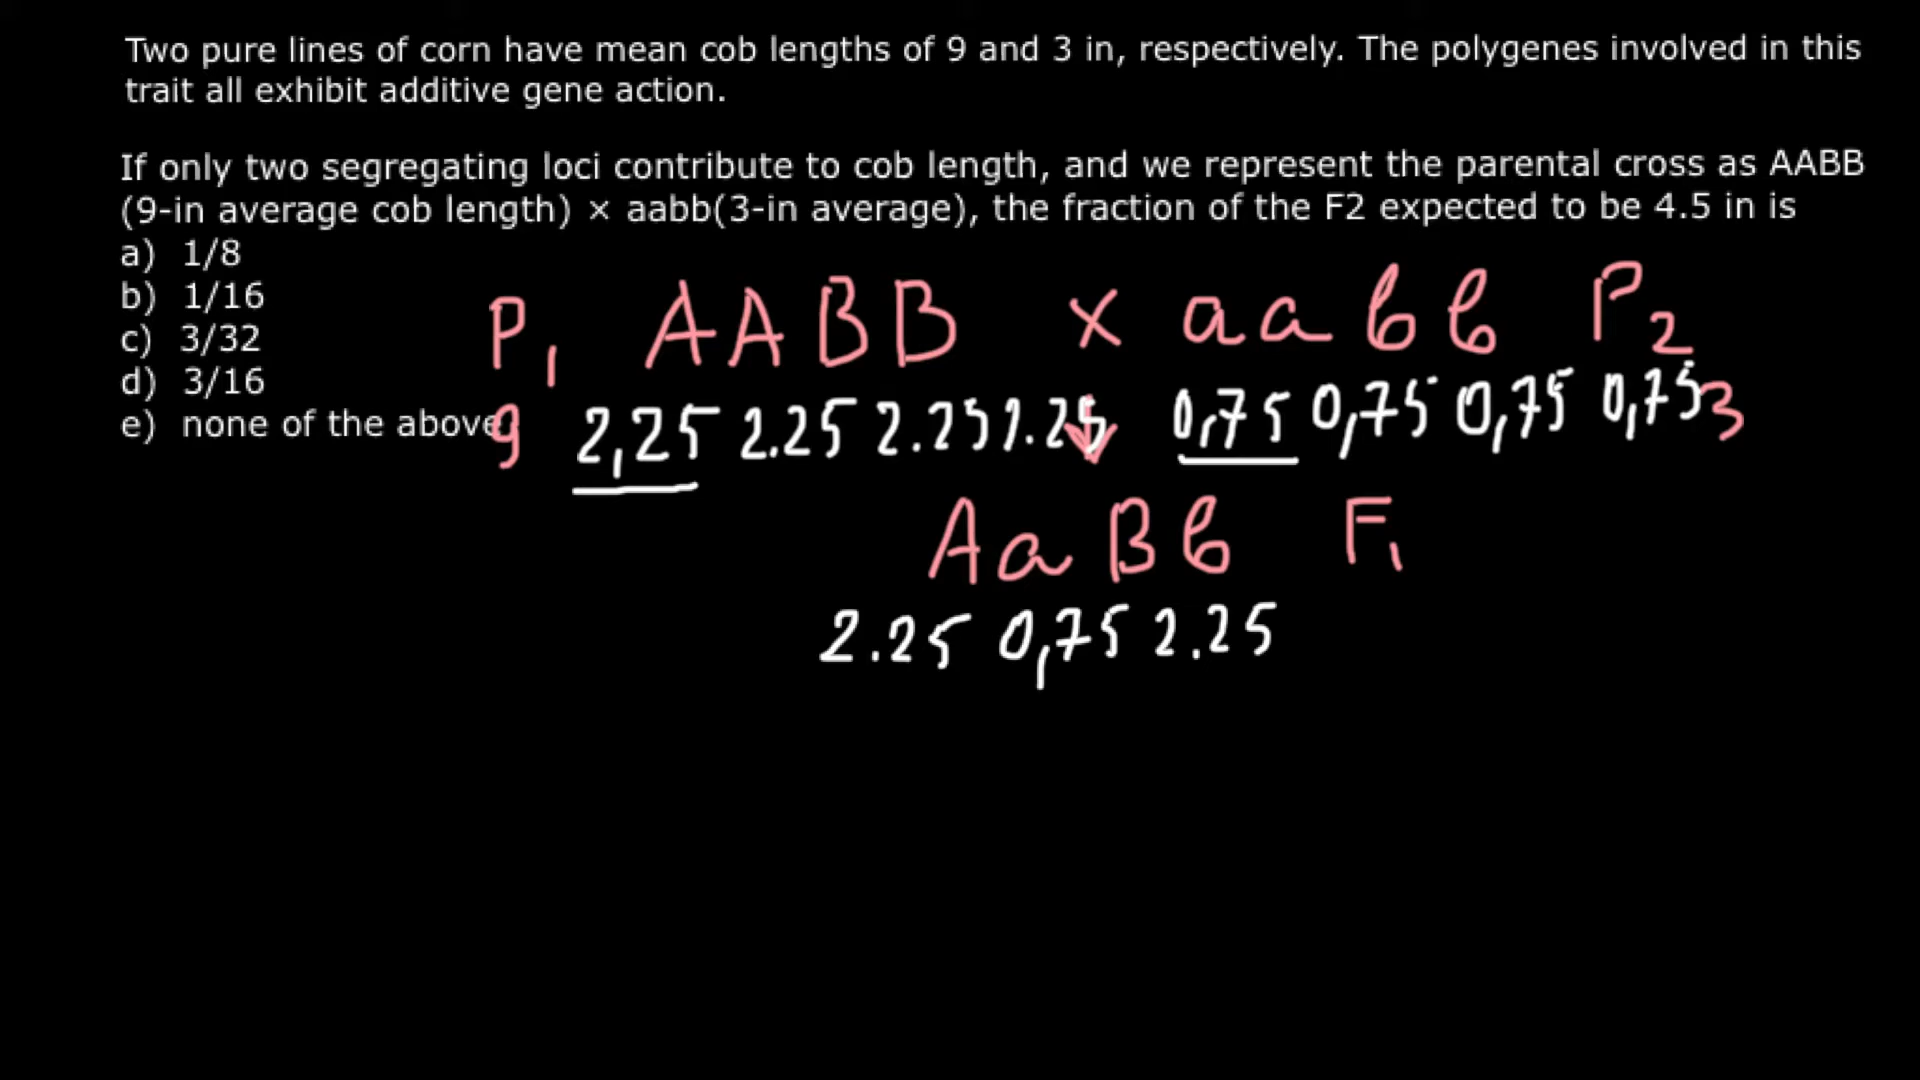 Two pure lines of corn have mean cob lengths of 9 and 3 in, respectively. The polygenes involved in this
trait all exhibit additive gene action.
If only two segregating loci contribute to cob length, and we represent the parental cross as AABB
(9-in average cob length) × aabb(3-in average), the fraction of the F2 expected to be 4.5 in is
a) 1/8
b) 1/16
c) 3/32
d) 3/16
e) none of the above
P1 AABB x aabb P2
9 2,25 2.25 2.25 2.25 0,75 0,75 0,75 0,75 3
AaBb F1
2.25 0,75 2.25